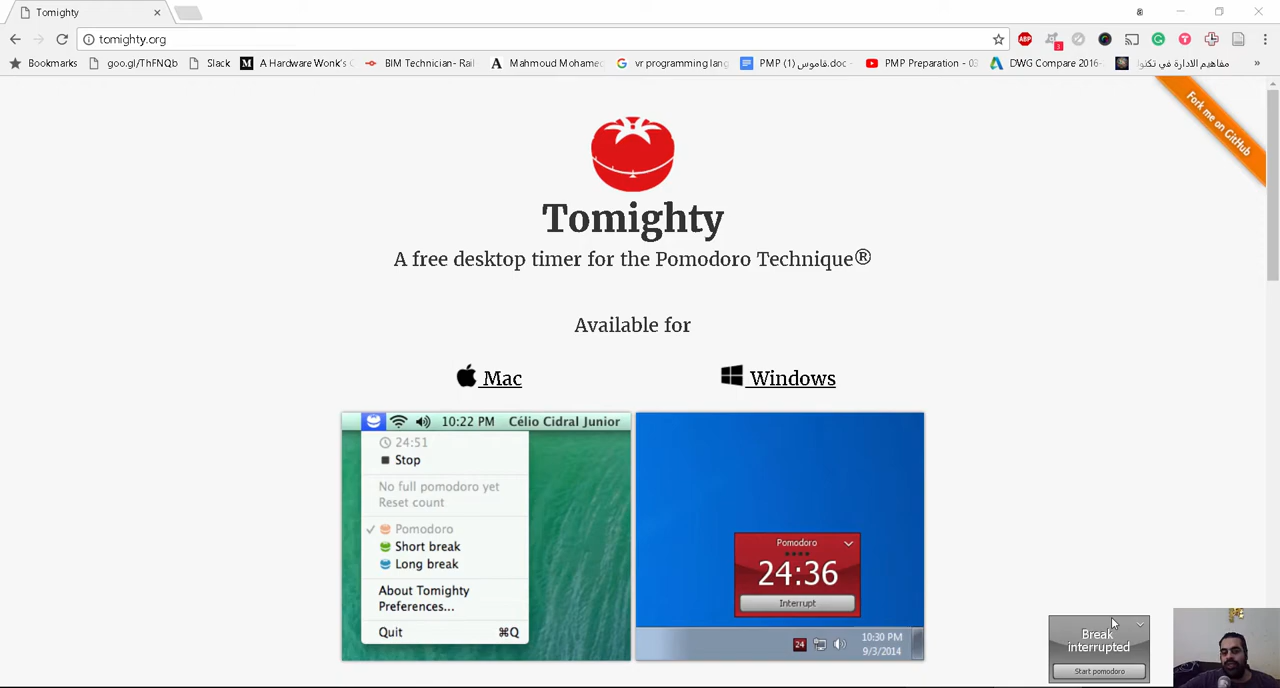 Tomighty
tomighty.org
Bookmarks
goo.gl/ThFNQb
Slack
A Hardware Wonk's G
BIM Technician- Rail
Mahmoud Mohame
vr programming lang
PMP (1) قاموس.doc
PMP Preparation - 03
DWG Compare 2016-
مفاهيم الادارة في تكنو
Fork me on GitHub
Tomighty
A free desktop timer for the Pomodoro Technique®
Available for
Mac
Windows
10:22 PM Célio Cidral Junior
24:51
Stop
No full pomodoro yet
Reset count
Pomodoro
Short break
Long break
About Tomighty
Preferences...
Quit ⌘Q
Pomodoro
24:36
Interrupt
24
10:30 PM
9/3/2014
Break
interrupted
Start pomodoro